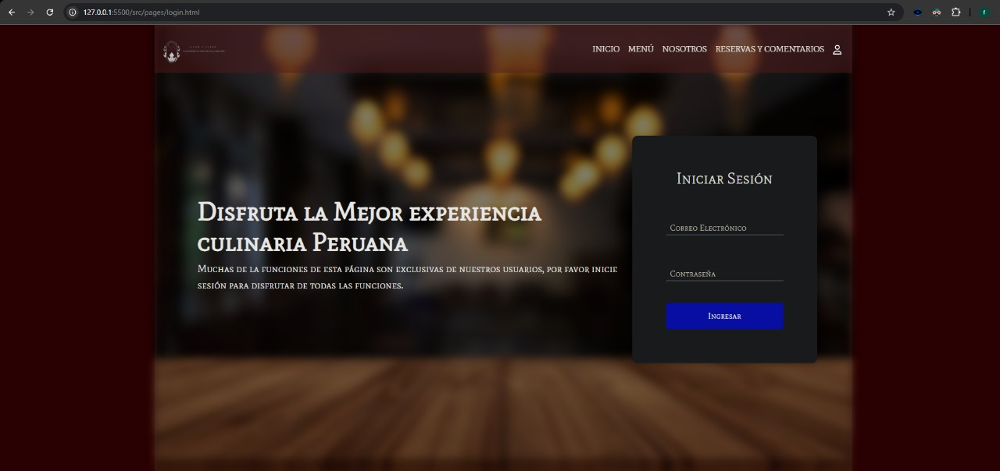 127.0.0.1:5500/src/pages/login.html
INICIO MENÚ NOSOTROS RESERVAS Y COMENTARIOS
Iniciar Sesión
Disfruta la Mejor experiencia
culinaria Peruana
Muchas de la funciones de esta página son exclusivas de nuestros usuarios, por favor inicie
sesión para disfrutar de todas las funciones.
Correo Electrónico
Contraseña
Ingresar